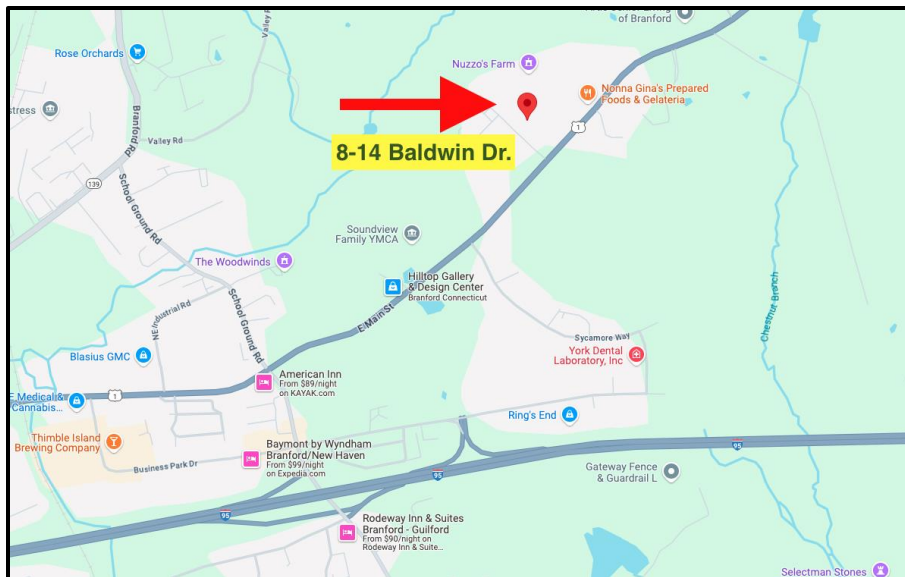 of Branford
Valley Rd
Rose Orchards
Nuzzo's Farm
Nonna Gina's Prepared
Foods & Gelateria
stress
Branford Rd
1
Valley Rd
8-14 Baldwin Dr.
139
School Ground Rd
Soundview
Family YMCA
The Woodwinds
Hilltop Gallery
& Design Center
Branford Connecticut
Chestnut Branch
NE Industrial Rd
School Ground Rd
E Main St
Sycamore Way
Blasius GMC
York Dental
Laboratory, Inc
American Inn
From $89/night
on KAYAK.com
E Medical &
Cannabis...
1
Ring's End
Thimble Island
Brewing Company
Baymont by Wyndham
Branford/New Haven
From $99/night
on Expedia.com
Business Park Dr
95
95
Gateway Fence
& Guardrail L
95
Rodeway Inn & Suites
Branford - Guilford
From $90/night on
Rodeway Inn & Suite...
Selectman Stones